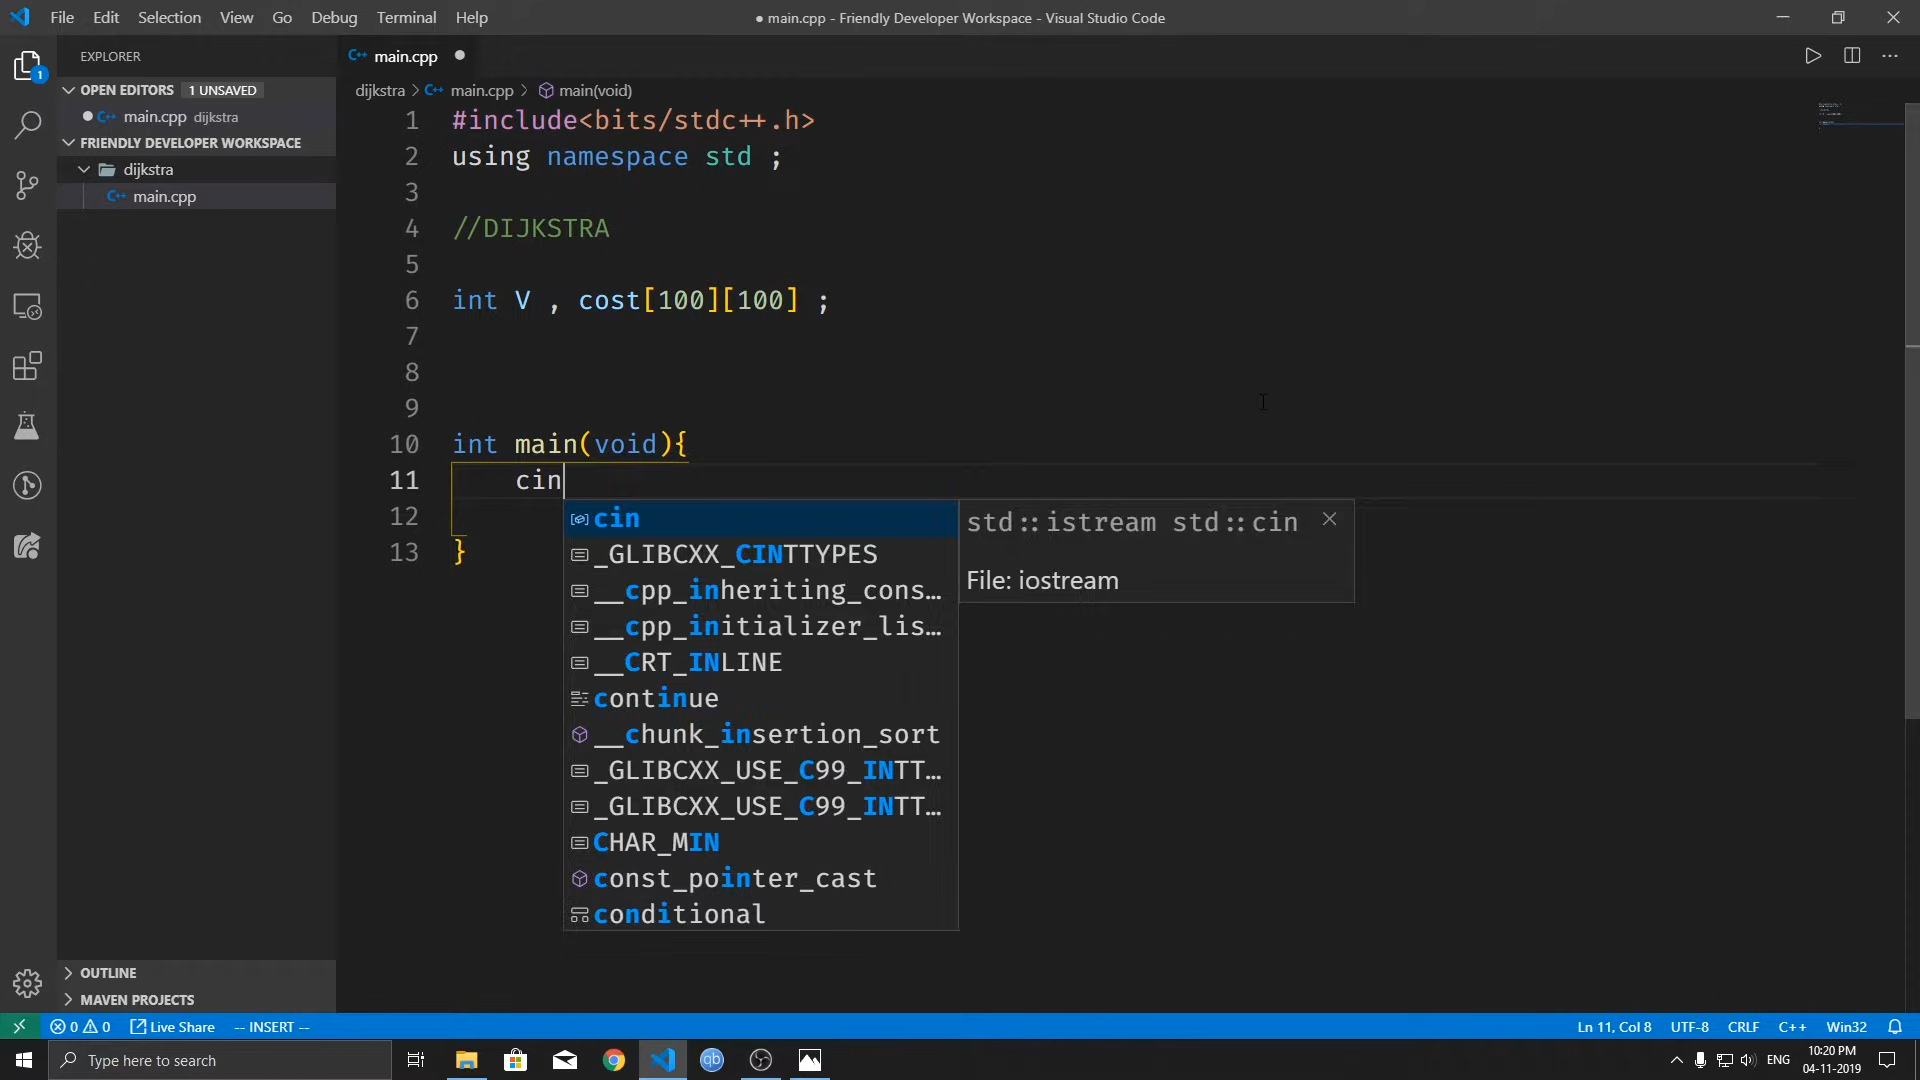 File Edit Selection View Go Debug Terminal Help
● main.cpp - Friendly Developer Workspace - Visual Studio Code
EXPLORER
OPEN EDITORS 1 UNSAVED
main.cpp dijkstra
FRIENDLY DEVELOPER WORKSPACE
dijkstra
main.cpp
OUTLINE
MAVEN PROJECTS
1
main.cpp
dijkstra > main.cpp > main(void)
1 #include<bits/stdc++.h>
2 using namespace std ;
3
4 //DIJKSTRA
5
6 int V , cost[100][100] ;
7
8
9
10 int main(void){
11 cin
12
13 }
cin
_GLIBCXX_CINTTYPES
__cpp_inheriting_cons…
__cpp_initializer_lis…
__CRT_INLINE
continue
__chunk_insertion_sort
_GLIBCXX_USE_C99_INTT…
_GLIBCXX_USE_C99_INTT…
CHAR_MIN
const_pointer_cast
conditional
std::istream std::cin
File: iostream
0 0 Live Share -- INSERT -- Ln 11, Col 8 UTF-8 CRLF C++ Win32
Type here to search
qb
ENG
10:20 PM
04-11-2019